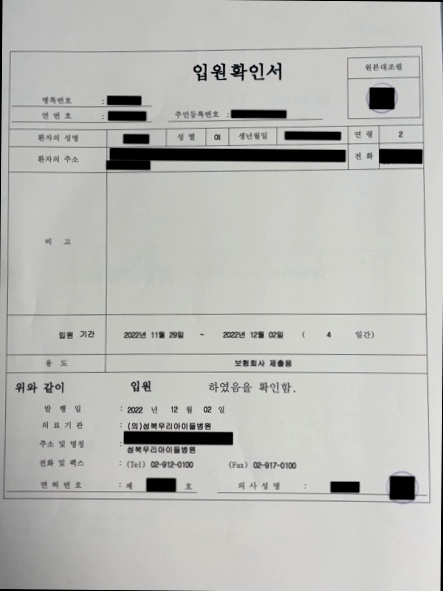 입원확인서
원본대조필
병록번호 :
연번호 :
주민등록번호 :
환자의 성명
성별 여
생년월일
연령 2
환자의 주소
전화
비고
입원 기간 2022년 11월 29일 ~ 2022년 12월 02일 ( 4 일간)
용도 보험회사 제출용
위와 같이 입원 하였음을 확인함.
발행일 : 2022 년 12 월 02 일
의료기관 : (의)성북우리아이들병원
주소 및 명칭 :
성북우리아이들병원
전화 및 팩스 : (Tel) 02-912-0100 (Fax) 02-917-0100
면허번호 : 제 호 의사성명 :